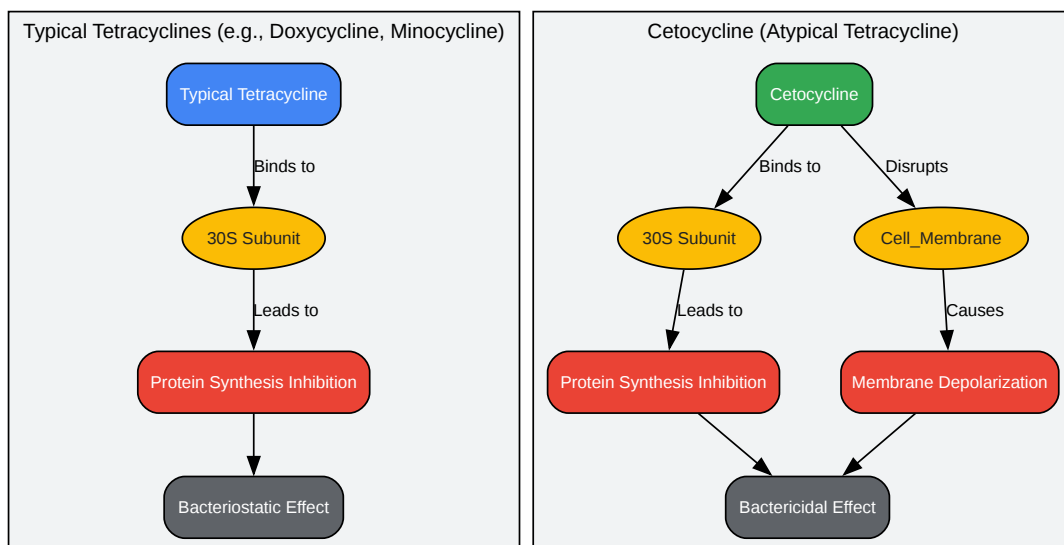 Typical Tetracyclines (e.g., Doxycycline, Minocycline)
Typical Tetracycline
Binds to
30S Subunit
Leads to
Protein Synthesis Inhibition
Bacteriostatic Effect
Cetocycline (Atypical Tetracycline)
Cetocycline
Binds to
Disrupts
30S Subunit
Cell_Membrane
Leads to
Causes
Protein Synthesis Inhibition
Membrane Depolarization
Bactericidal Effect